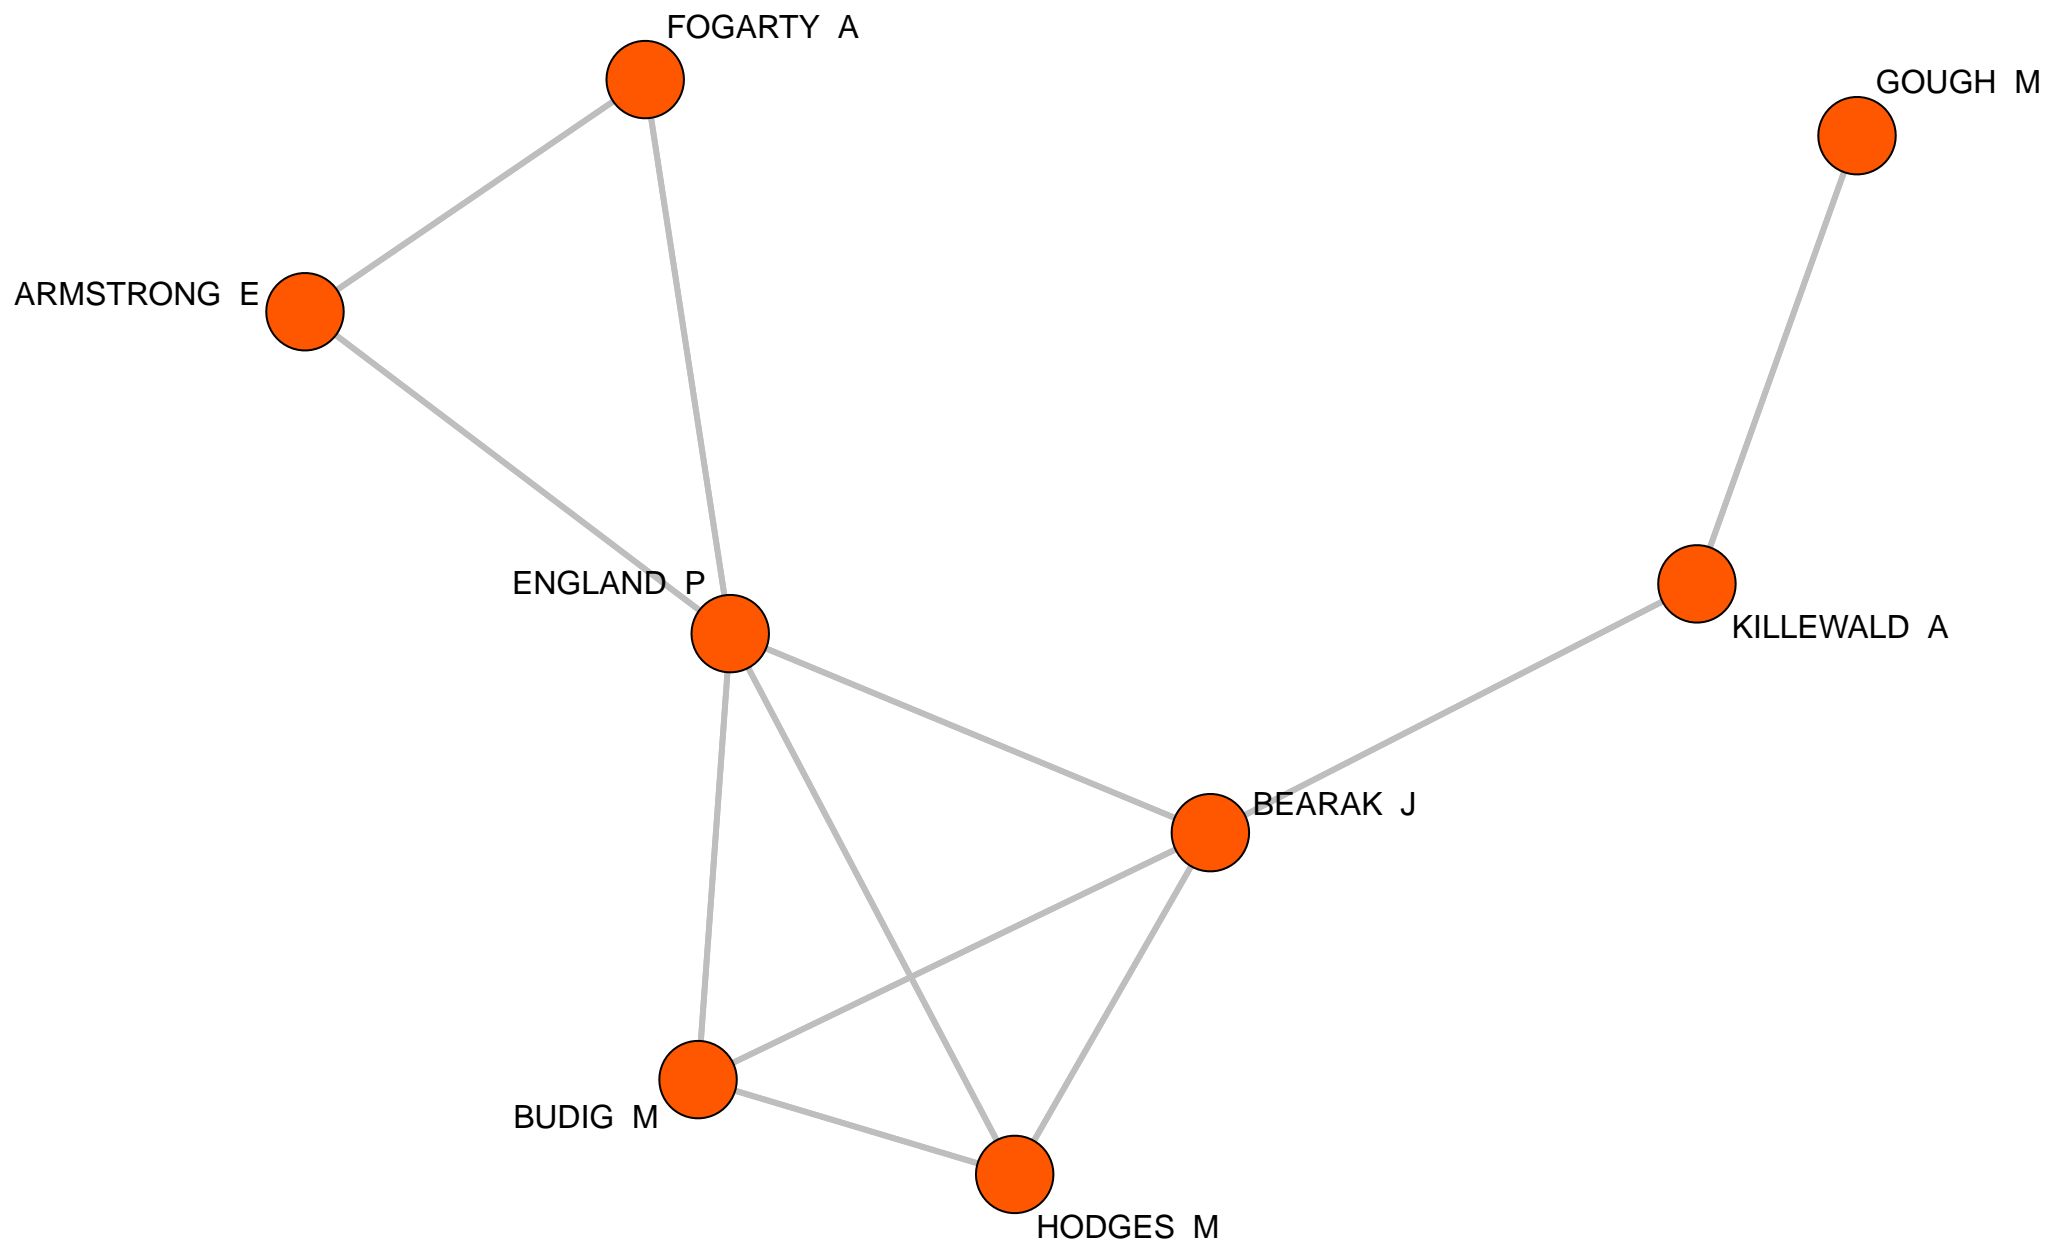 FOGARTY  A
GOUGH  M
ARMSTRONG  E
ENGLAND  P
KILLEWALD  A
BEARAK  J
BUDIG  M
HODGES  M